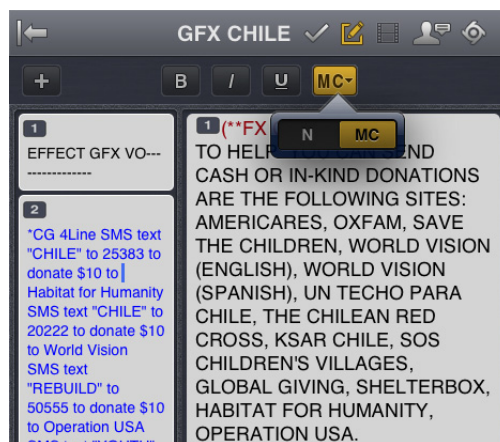 GFX CHILE
+
B I U MC
N MC
1
EFFECT GFX VO---
-------------
2
*CG 4Line SMS text
"CHILE" to 25383 to
donate $10 to
Habitat for Humanity
SMS text "CHILE" to
20222 to donate $10
to World Vision
SMS text
"REBUILD" to
50555 to donate $10
to Operation USA
1
(**FX
TO HELP YOU CAN SEND
CASH OR IN-KIND DONATIONS
ARE THE FOLLOWING SITES:
AMERICARES, OXFAM, SAVE
THE CHILDREN, WORLD VISION
(ENGLISH), WORLD VISION
(SPANISH), UN TECHO PARA
CHILE, THE CHILEAN RED
CROSS, KSAR CHILE, SOS
CHILDREN'S VILLAGES,
GLOBAL GIVING, SHELTERBOX,
HABITAT FOR HUMANITY,
OPERATION USA.